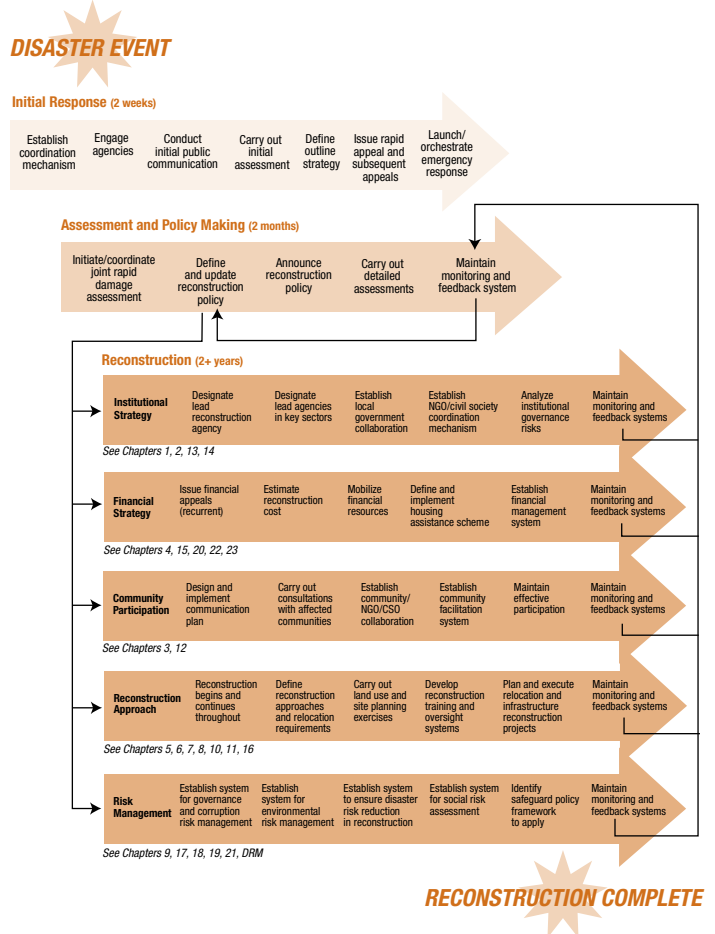 DISASTER EVENT
Initial Response (2 weeks)
Establish
coordination
mechanism
Engage
agencies
Conduct
initial public
communication
Carry out
initial
assessment
Define
outline
strategy
Issue rapid
appeal and
subsequent
appeals
Launch/
orchestrate
emergency
response
Assessment and Policy Making (2 months)
Initiate/coordinate
joint rapid
damage
assessment
Define
and update
reconstruction
policy
Announce
reconstruction
policy
Carry out
detailed
assessments
Maintain
monitoring and
feedback system
Reconstruction (2+ years)
Institutional
Strategy
Designate
lead
reconstruction
agency
Designate
lead agencies
in key sectors
Establish
local
government
collaboration
Establish
NGO/civil society
coordination
mechanism
Analyze
institutional
governance
risks
Maintain
monitoring and
feedback systems
See Chapters 1, 2, 13, 14
Financial
Strategy
Issue financial
appeals
(recurrent)
Estimate
reconstruction
cost
Mobilize
financial
resources
Define and
implement
housing
assistance scheme
Establish
financial
management
system
Maintain
monitoring and
feedback systems
See Chapters 4, 15, 20, 22, 23
Community
Participation
Design and
implement
communication
plan
Carry out
consultations
with affected
communities
Establish
community/
NGO/CSO
collaboration
Establish
community
facilitation
system
Maintain
effective
participation
Maintain
monitoring and
feedback systems
See Chapters 3, 12
Reconstruction
Approach
Reconstruction
begins and
continues
throughout
Define
reconstruction
approaches
and relocation
requirements
Carry out
land use and
site planning
exercises
Develop
reconstruction
training and
oversight
systems
Plan and execute
relocation and
infrastructure
reconstruction
projects
Maintain
monitoring and
feedback systems
See Chapters 5, 6, 7, 8, 10, 11, 16
Risk
Management
Establish system
for governance
and corruption
risk management
Establish
system for
environmental
risk management
Establish system
to ensure disaster
risk reduction
in reconstruction
Establish system
for social risk
assessment
Identify
safeguard policy
framework
to apply
Maintain
monitoring and
feedback systems
See Chapters 9, 17, 18, 19, 21, DRM
RECONSTRUCTION COMPLETE